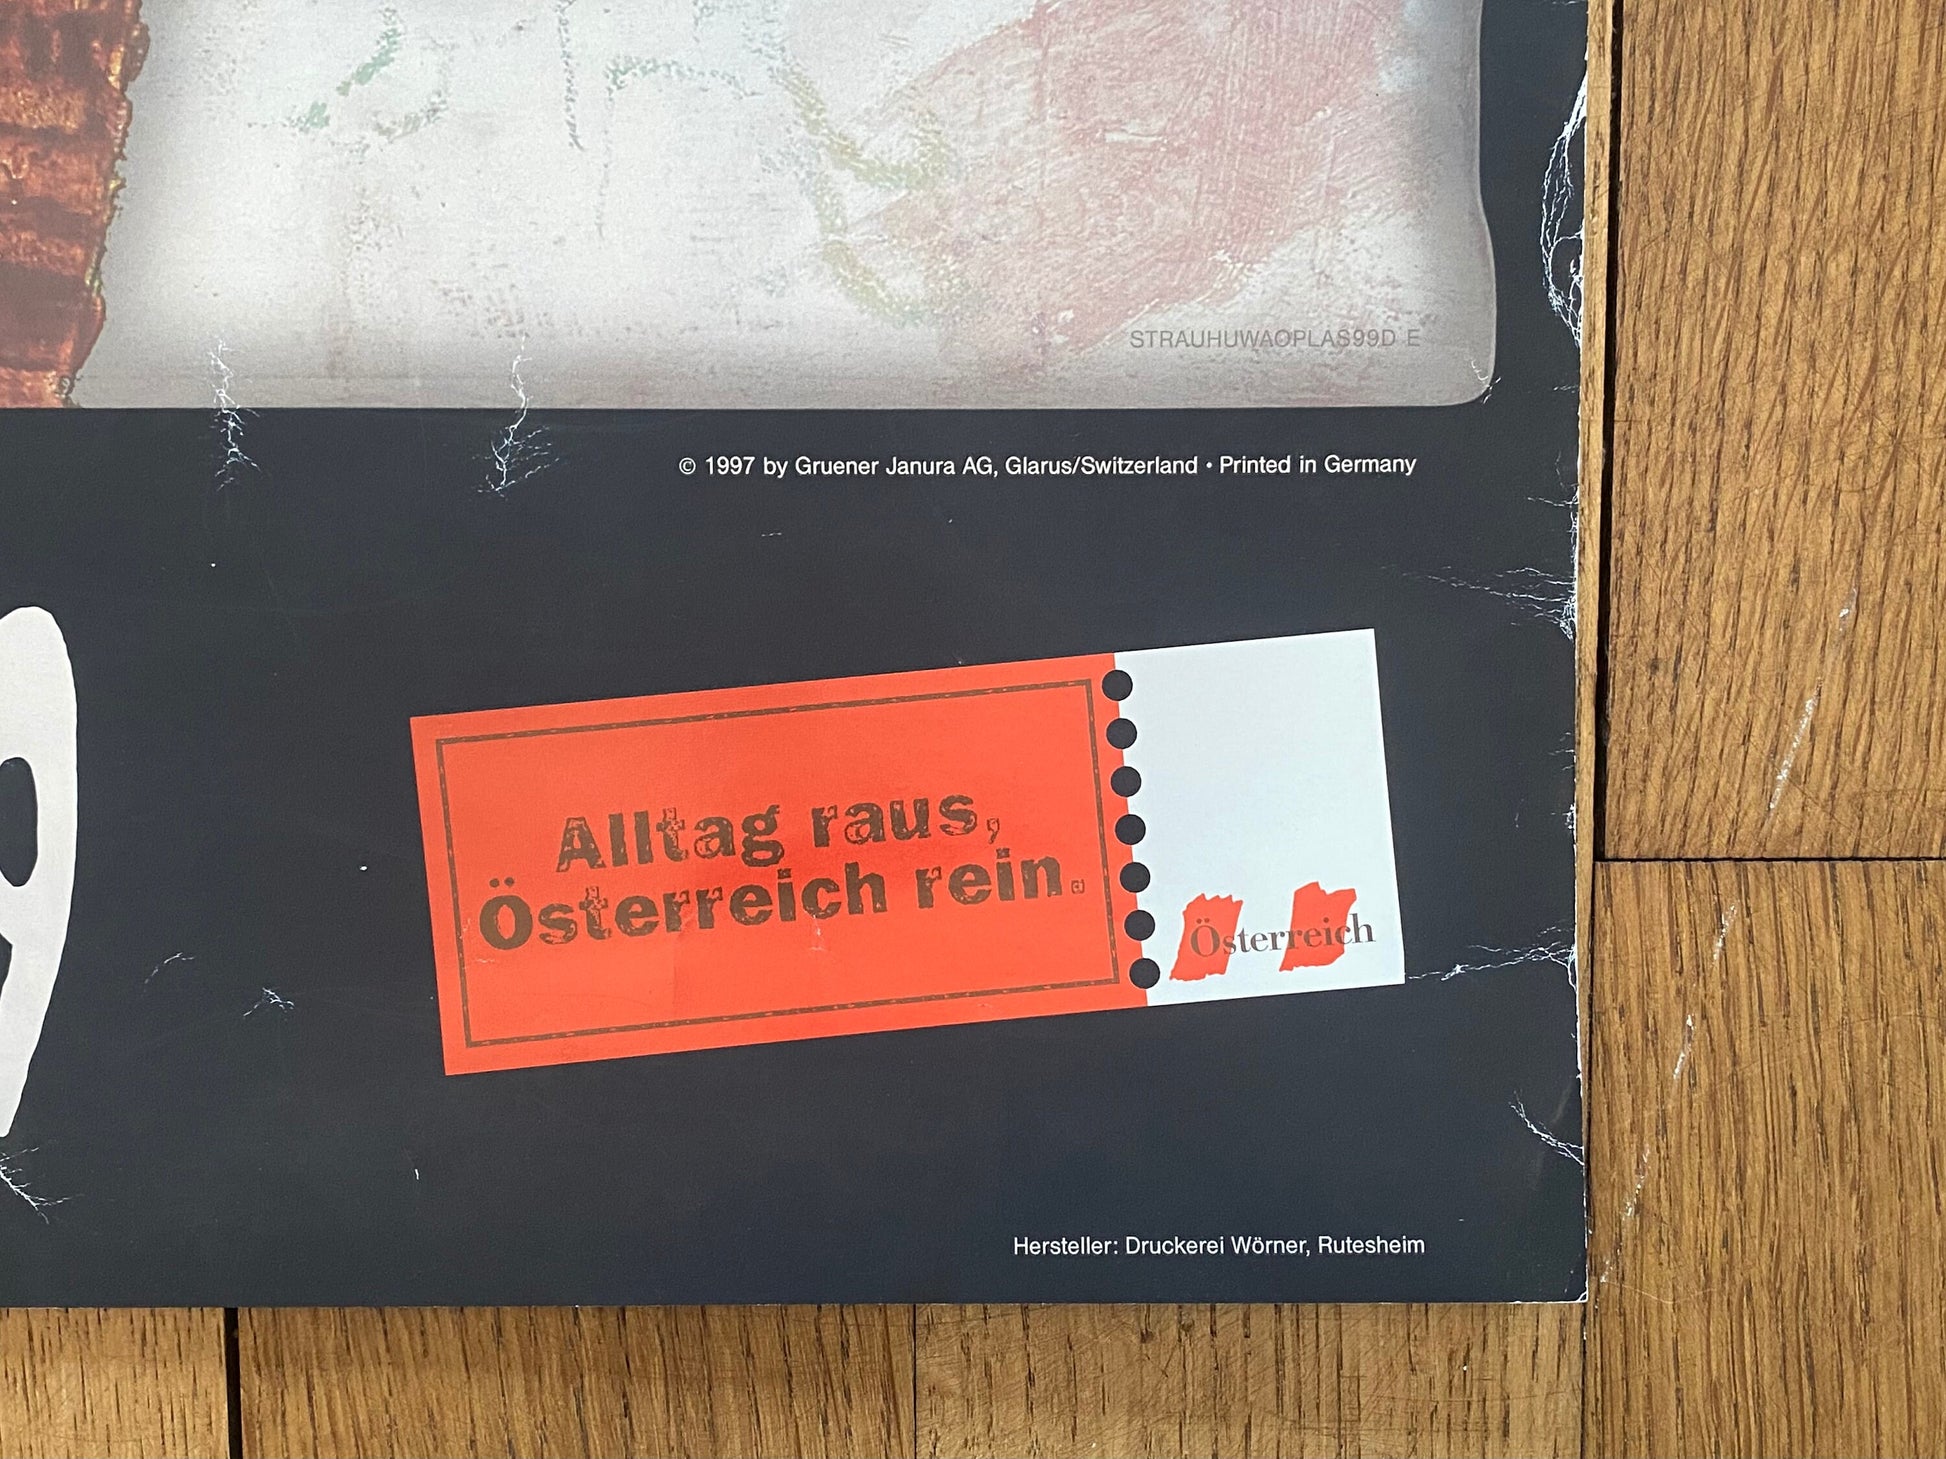 STRAUHUWAOPLAS99D E
© 1997 by Gruener Janura AG, Glarus/Switzerland • Printed in Germany
Alltag raus,
Österreich rein.
Österreich
Hersteller: Druckerei Wörner, Rutesheim